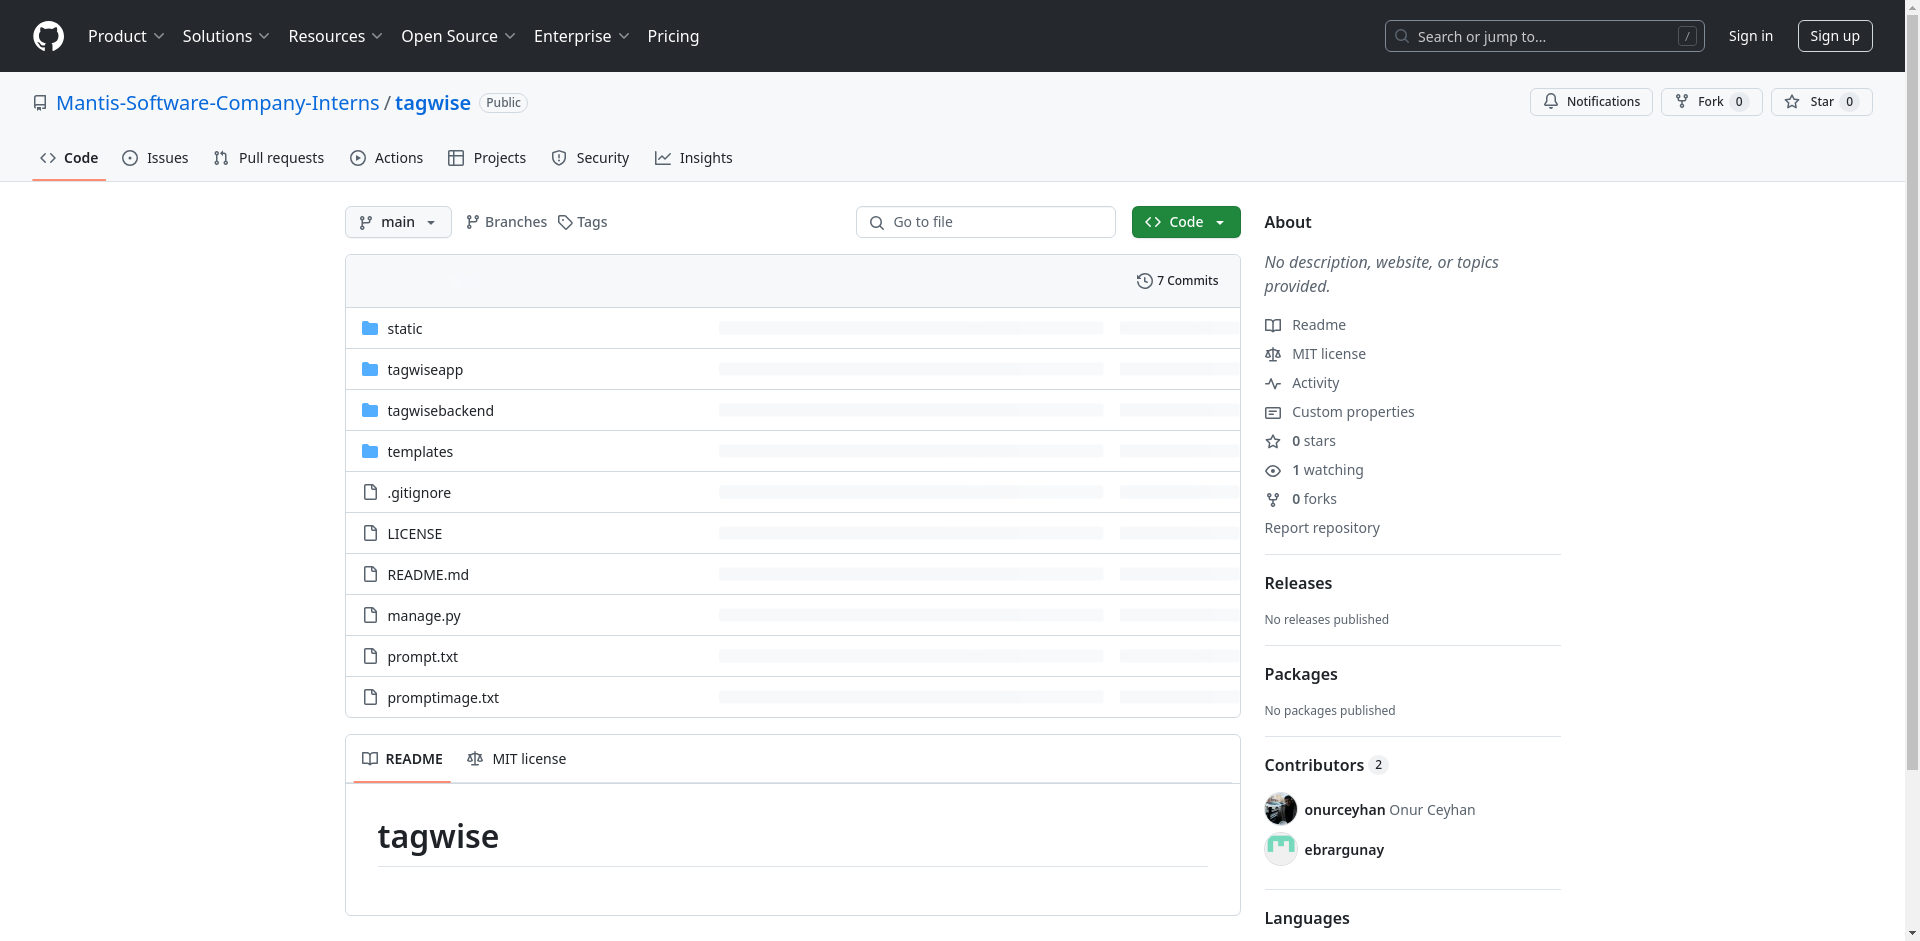 Product Solutions Resources Open Source Enterprise Pricing Search or jump to... / Sign in Sign up
Mantis-Software-Company-Interns / tagwise Public Notifications Fork 0 Star 0
Code Issues Pull requests Actions Projects Security Insights
main Branches Tags Go to file Code
7 Commits
static
tagwiseapp
tagwisebackend
templates
.gitignore
LICENSE
README.md
manage.py
prompt.txt
promptimage.txt
README MIT license
tagwise
About
No description, website, or topics
provided.
Readme
MIT license
Activity
Custom properties
0 stars
1 watching
0 forks
Report repository
Releases
No releases published
Packages
No packages published
Contributors 2
onurceyhan Onur Ceyhan
ebrargunay
Languages